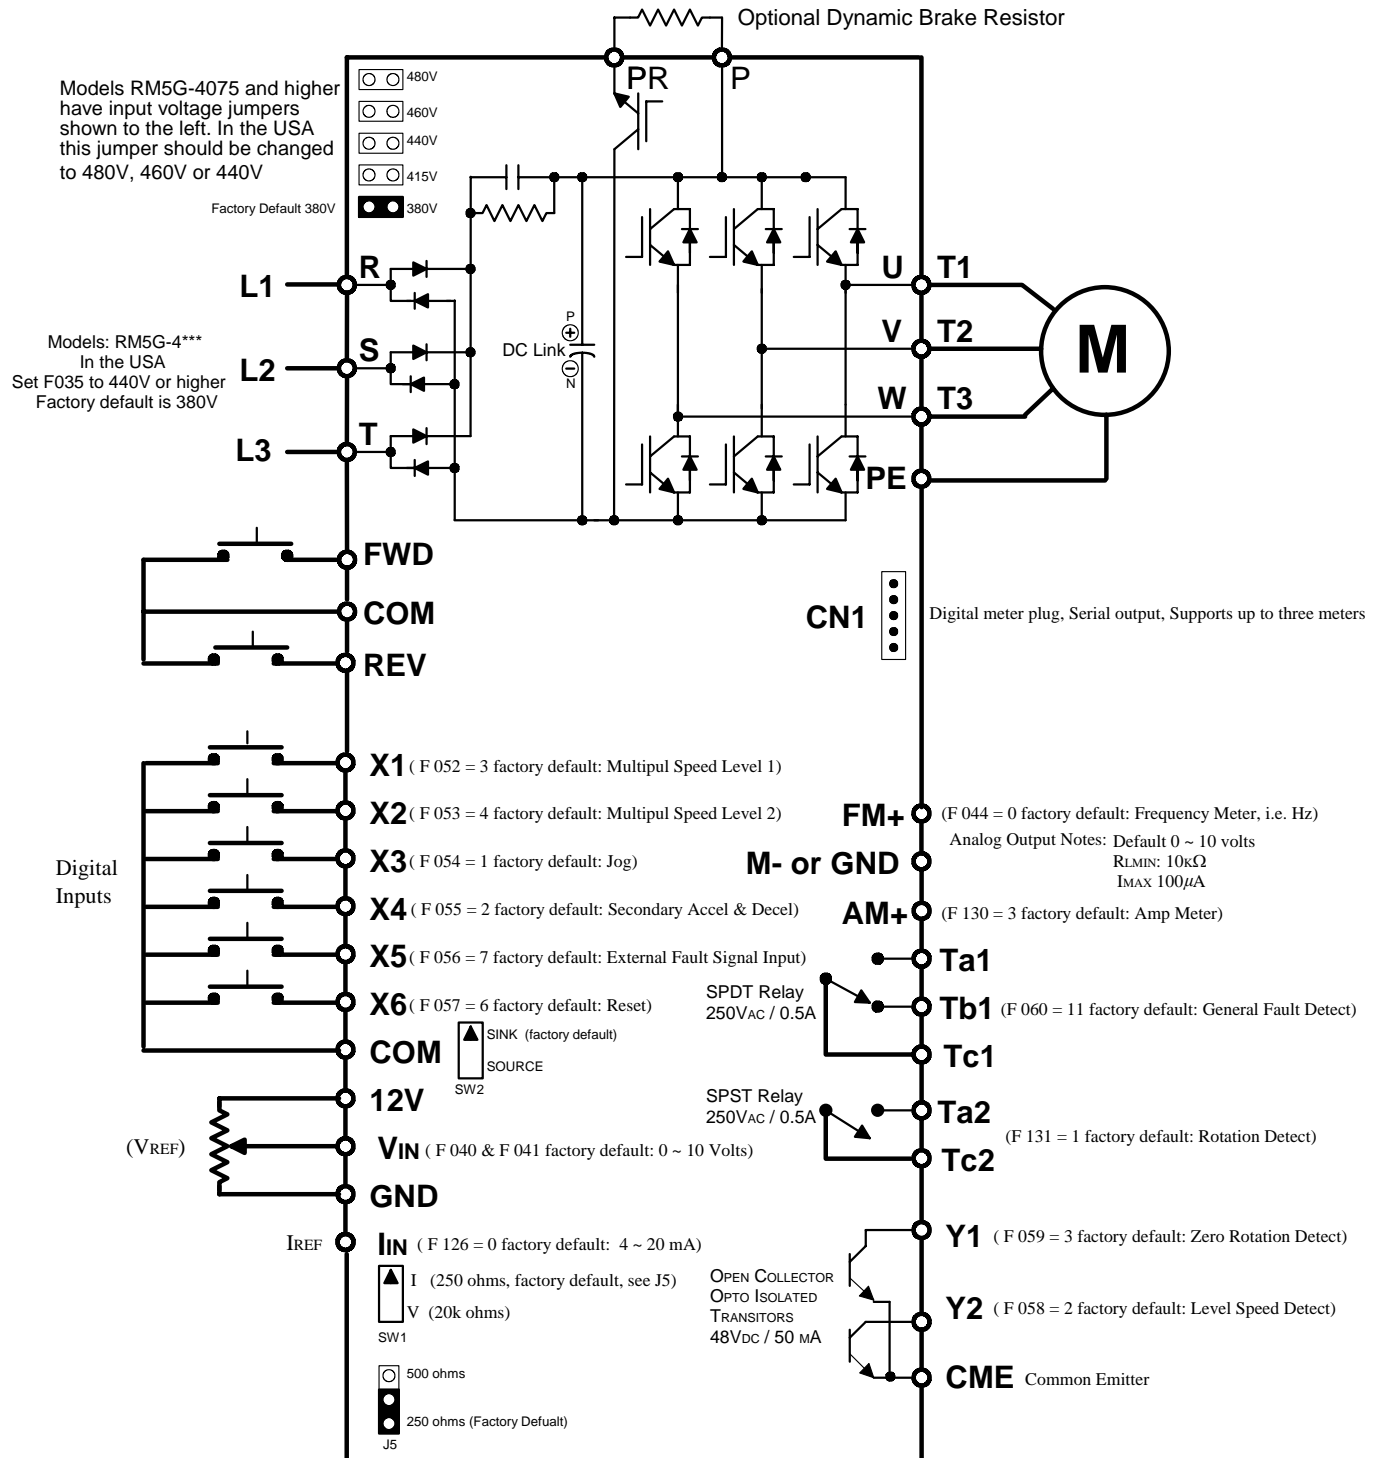 Optional Dynamic Brake Resistor
PR
P
Models RM5G-4075 and higher
have input voltage jumpers
shown to the left. In the USA
this jumper should be changed
to 480V, 460V or 440V
480V
460V
440V
415V
Factory Default 380V
380V
R
L1
S
L2
T
L3
Models: RM5G-4***
In the USA
Set F035 to 440V or higher
Factory default is 380V
P
+
DC Link
−
N
U
T1
V
T2
W
T3
PE
M
FWD
COM
REV
CN1
Digital meter plug, Serial output, Supports up to three meters
Digital
Inputs
X1 ( F 052 = 3 factory default: Multipul Speed Level 1)
X2 ( F 053 = 4 factory default: Multipul Speed Level 2)
X3 ( F 054 = 1 factory default: Jog)
X4 ( F 055 = 2 factory default: Secondary Accel & Decel)
X5 ( F 056 = 7 factory default: External Fault Signal Input)
X6 ( F 057 = 6 factory default: Reset)
COM
SINK (factory default)
SOURCE
SW2
12V
(VREF)
VIN ( F 040 & F 041 factory default: 0 ~ 10 Volts)
GND
IREF
IIN ( F 126 = 0 factory default: 4 ~ 20 mA)
I (250 ohms, factory default, see J5)
V (20k ohms)
SW1
500 ohms
250 ohms (Factory Defualt)
J5
FM+ (F 044 = 0 factory default: Frequency Meter, i.e. Hz)
Analog Output Notes: Default 0 ~ 10 volts
RLMIN: 10KΩ
IMAX 100µA
M- or GND
AM+ (F 130 = 3 factory default: Amp Meter)
Ta1
SPDT Relay
250VAC / 0.5A
Tb1 (F 060 = 11 factory default: General Fault Detect)
Tc1
SPST Relay
250VAC / 0.5A
Ta2
(F 131 = 1 factory default: Rotation Detect)
Tc2
Y1 ( F 059 = 3 factory default: Zero Rotation Detect)
OPEN COLLECTOR
OPTO ISOLATED
TRANSITORS
48VDC / 50 MA
Y2 ( F 058 = 2 factory default: Level Speed Detect)
CME Common Emitter